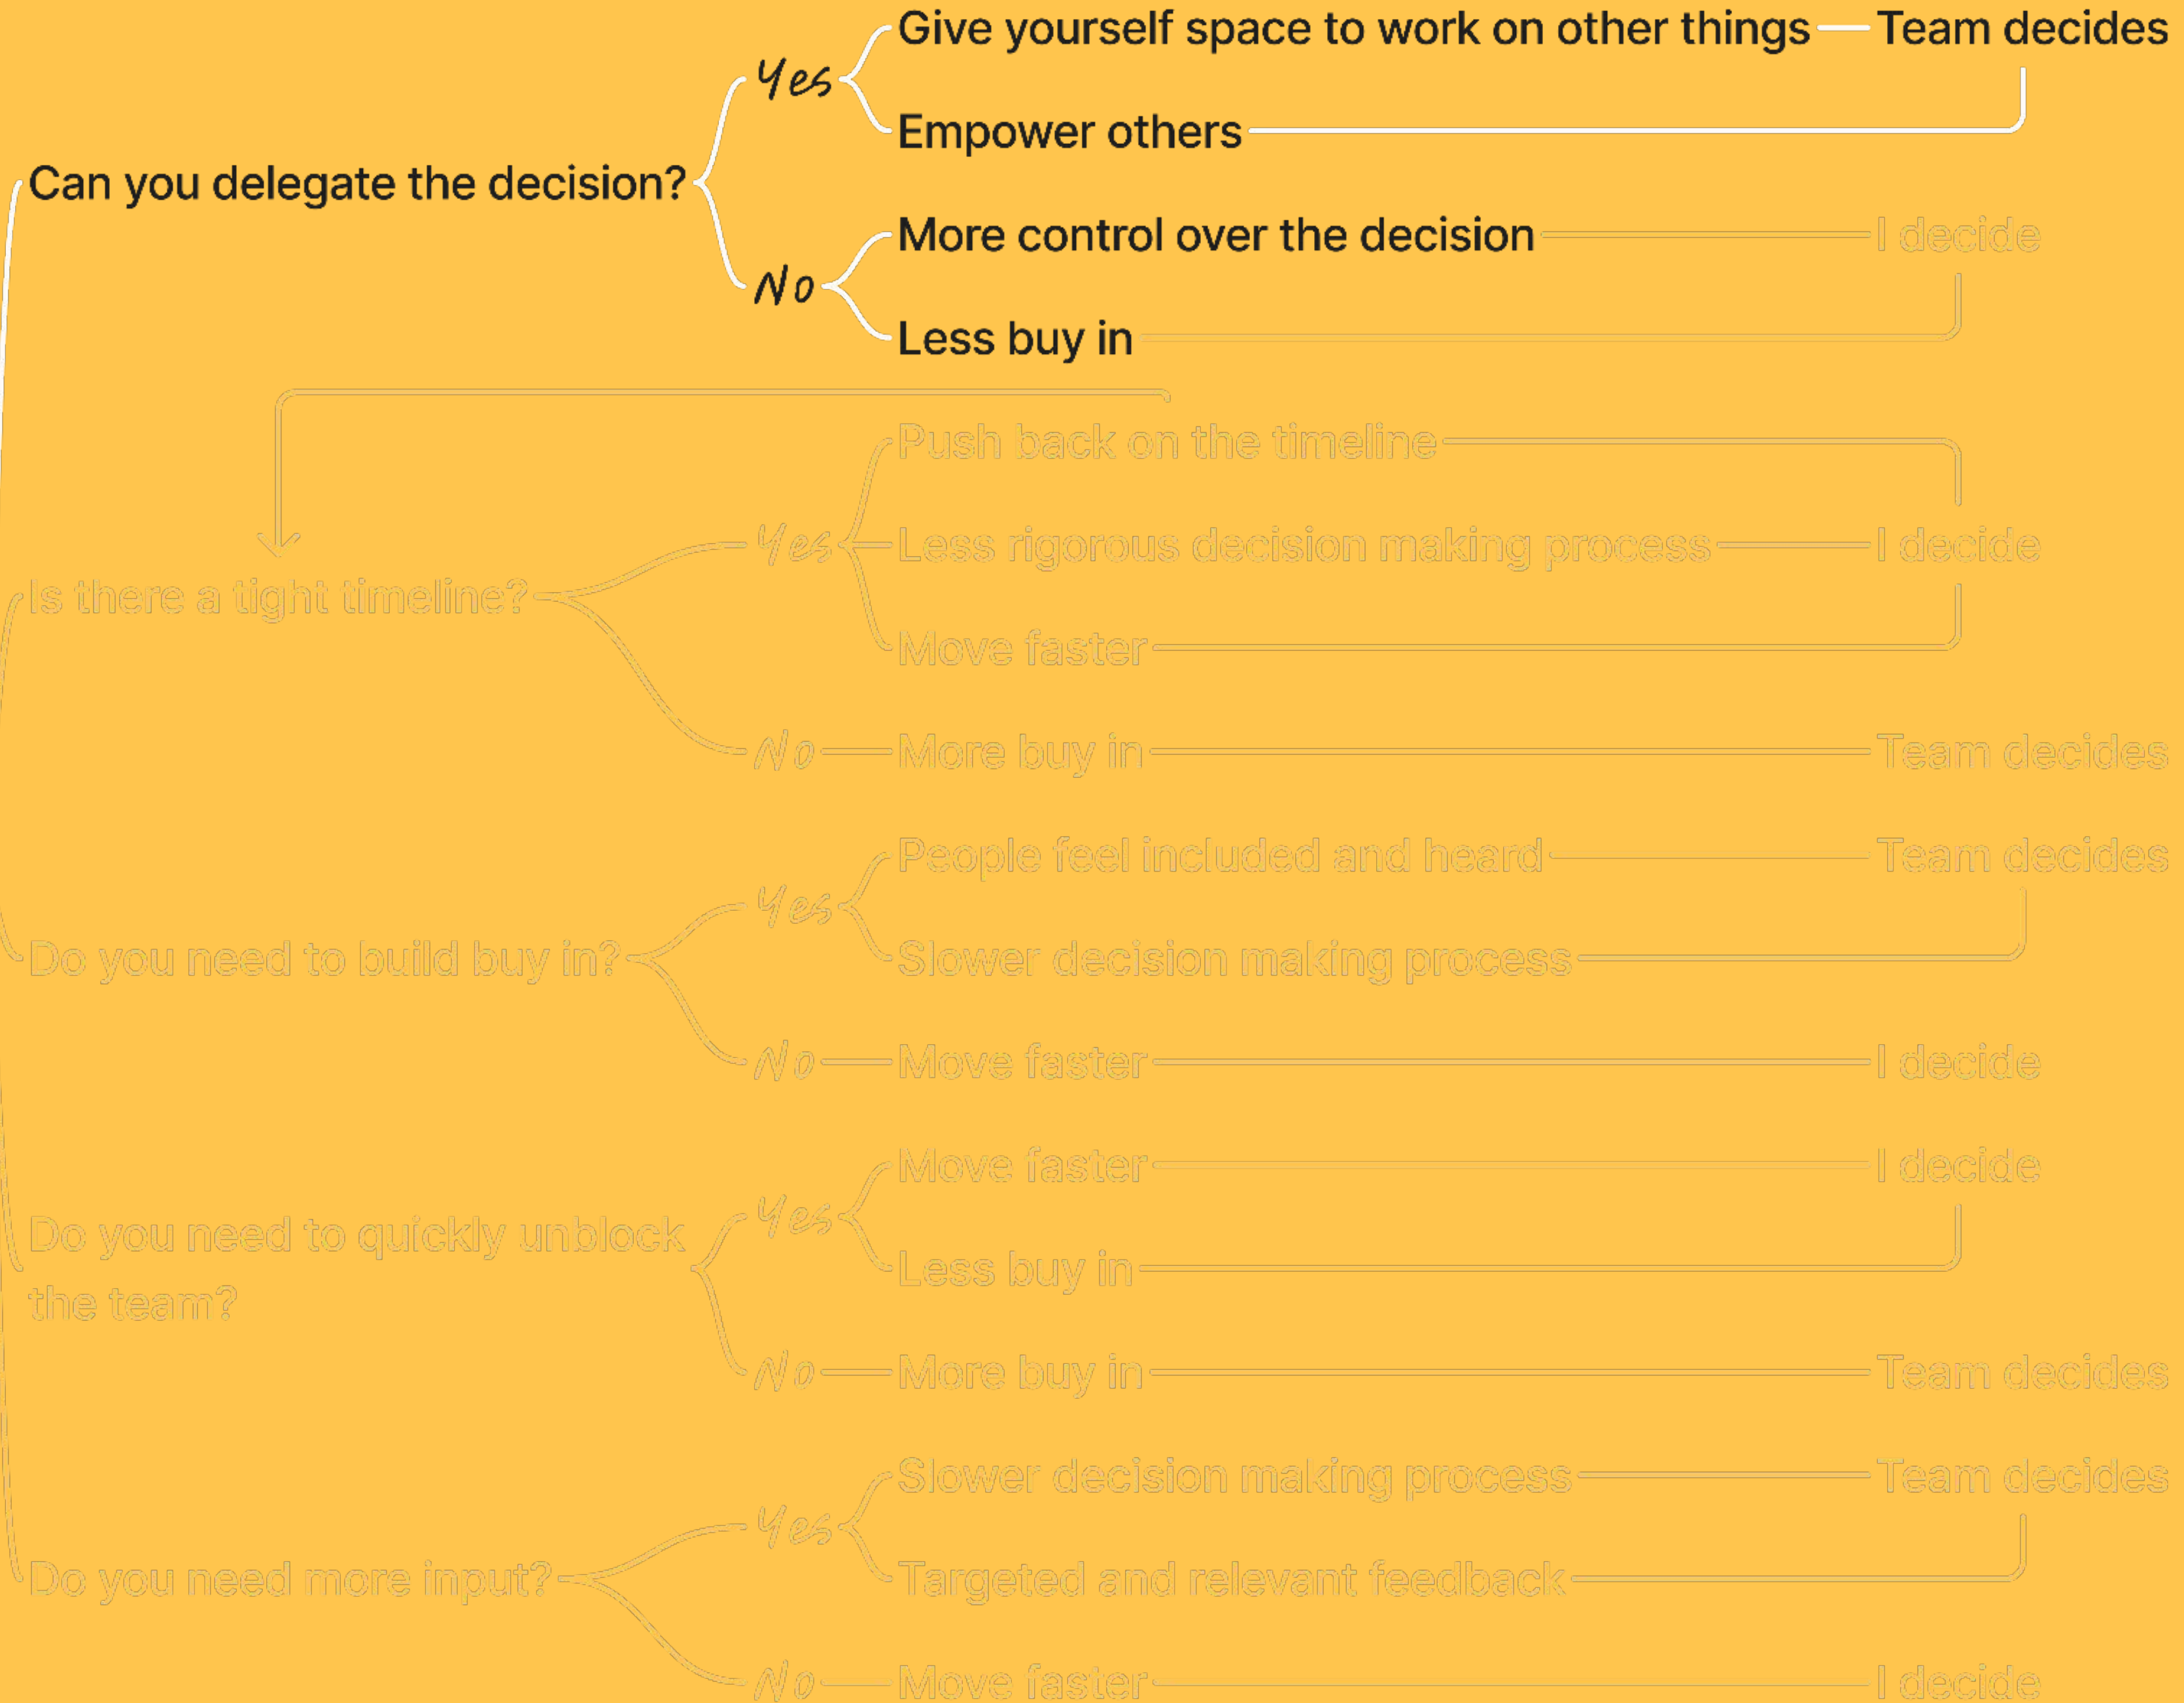 Give yourself space to work on other things
Team decides
Yes
Empower others
Can you delegate the decision?
More control over the decision
I decide
No
Less buy in
Push back on the timeline
Yes
Less rigorous decision making process
I decide
Is there a tight timeline?
Move faster
No
More buy in
Team decides
People feel included and heard
Team decides
Yes
Do you need to build buy in?
Slower decision making process
No
Move faster
I decide
Move faster
I decide
Yes
Do you need to quickly unblock
the team?
Less buy in
No
More buy in
Team decides
Slower decision making process
Team decides
Yes
Do you need more input?
Targeted and relevant feedback
No
Move faster
I decide